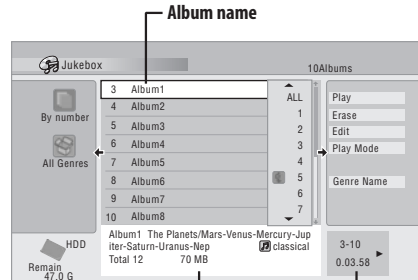 Album name
Jukebox
10Albums
By number
All Genres
3 Album1
4 Album2
5 Album3
6 Album4
7 Album5
8 Album6
9 Album7
10 Album8
ALL
1
2
3
4
5
6
7
Play
Erase
Edit
Play Mode
Genre Name
HDD
Remain
47.0 G
Album1 The Planets/Mars-Venus-Mercury-Jup
iter-Saturn-Uranus-Nep classical
Total 12 70 MB
3-10
0.03.58